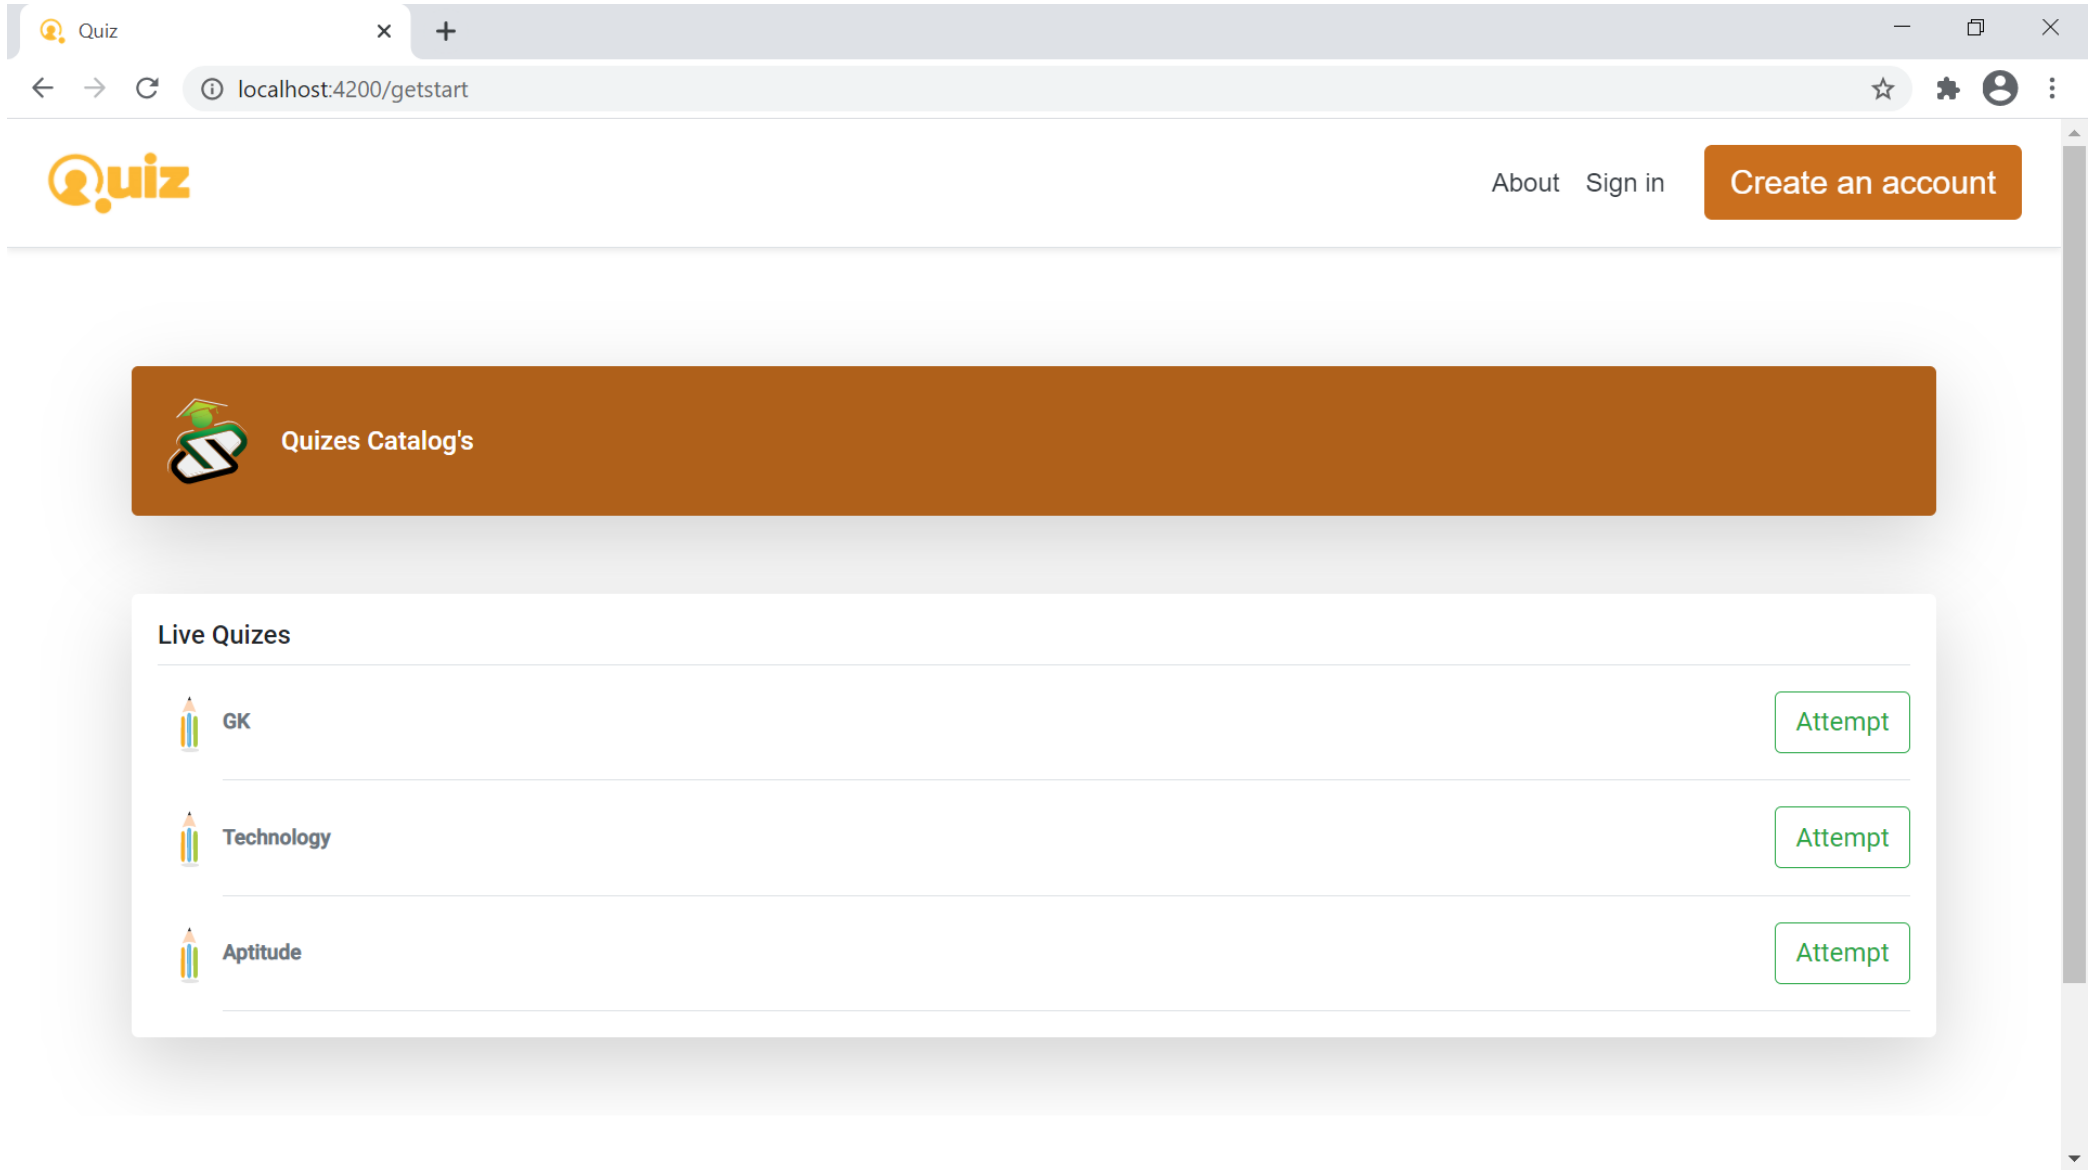 Quiz
localhost:4200/getstart
Quiz
About Sign in Create an account
Quizes Catalog's
Live Quizes
GK Attempt
Technology Attempt
Aptitude Attempt